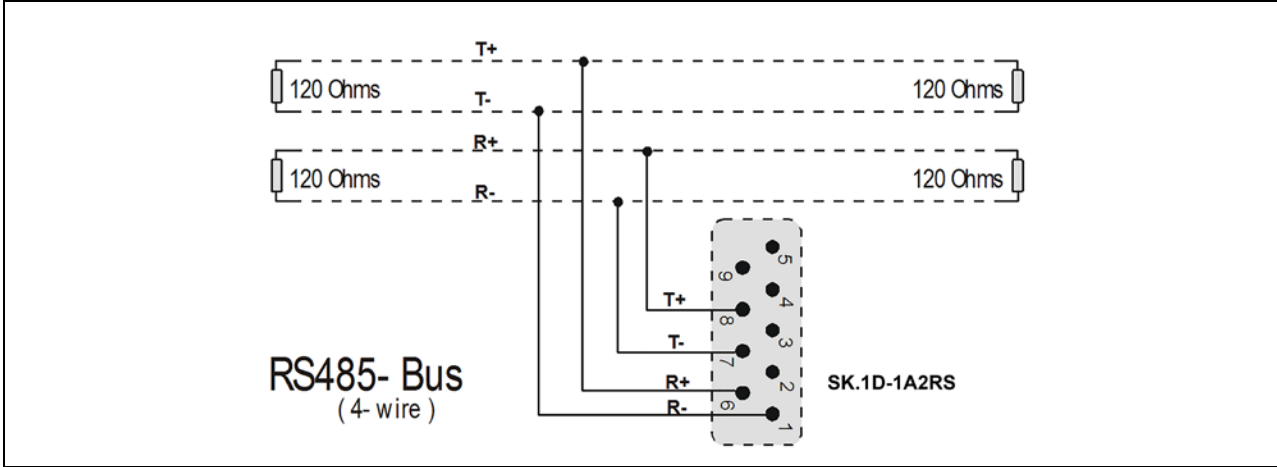 T+
120 Ohms
120 Ohms
T-
R+
120 Ohms
120 Ohms
R-
5
9
4
T+
8
3
T-
7
2
R+
6
R-
1
RS485- Bus
( 4- wire )
SK.1D-1A2RS